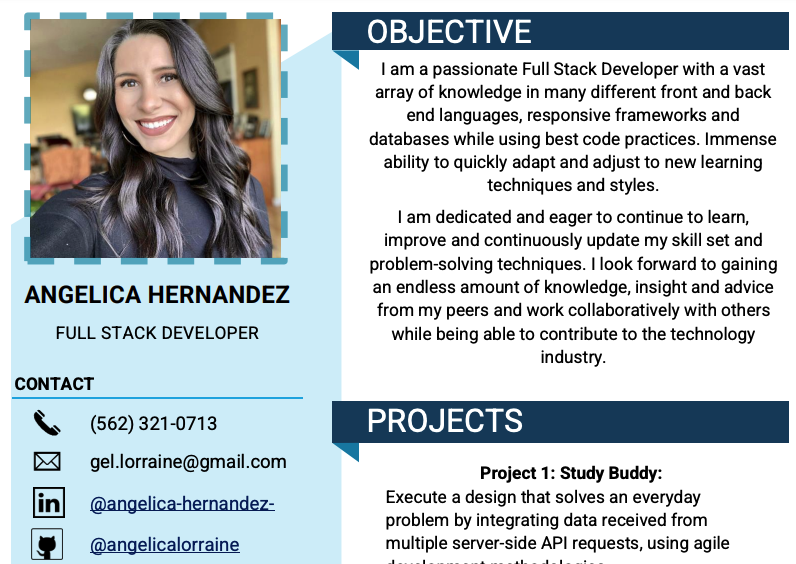 ANGELICA HERNANDEZ
FULL STACK DEVELOPER
CONTACT
(562) 321-0713
gel.lorraine@gmail.com
in
@angelica-hernandez-
@angelicalorraine
OBJECTIVE
I am a passionate Full Stack Developer with a vast
array of knowledge in many different front and back
end languages, responsive frameworks and
databases while using best code practices. Immense
ability to quickly adapt and adjust to new learning
techniques and styles.
I am dedicated and eager to continue to learn,
improve and continuously update my skill set and
problem-solving techniques. I look forward to gaining
an endless amount of knowledge, insight and advice
from my peers and work collaboratively with others
while being able to contribute to the technology
industry.
PROJECTS
Project 1: Study Buddy:
Execute a design that solves an everyday
problem by integrating data received from
multiple server-side API requests, using agile
development methodologies